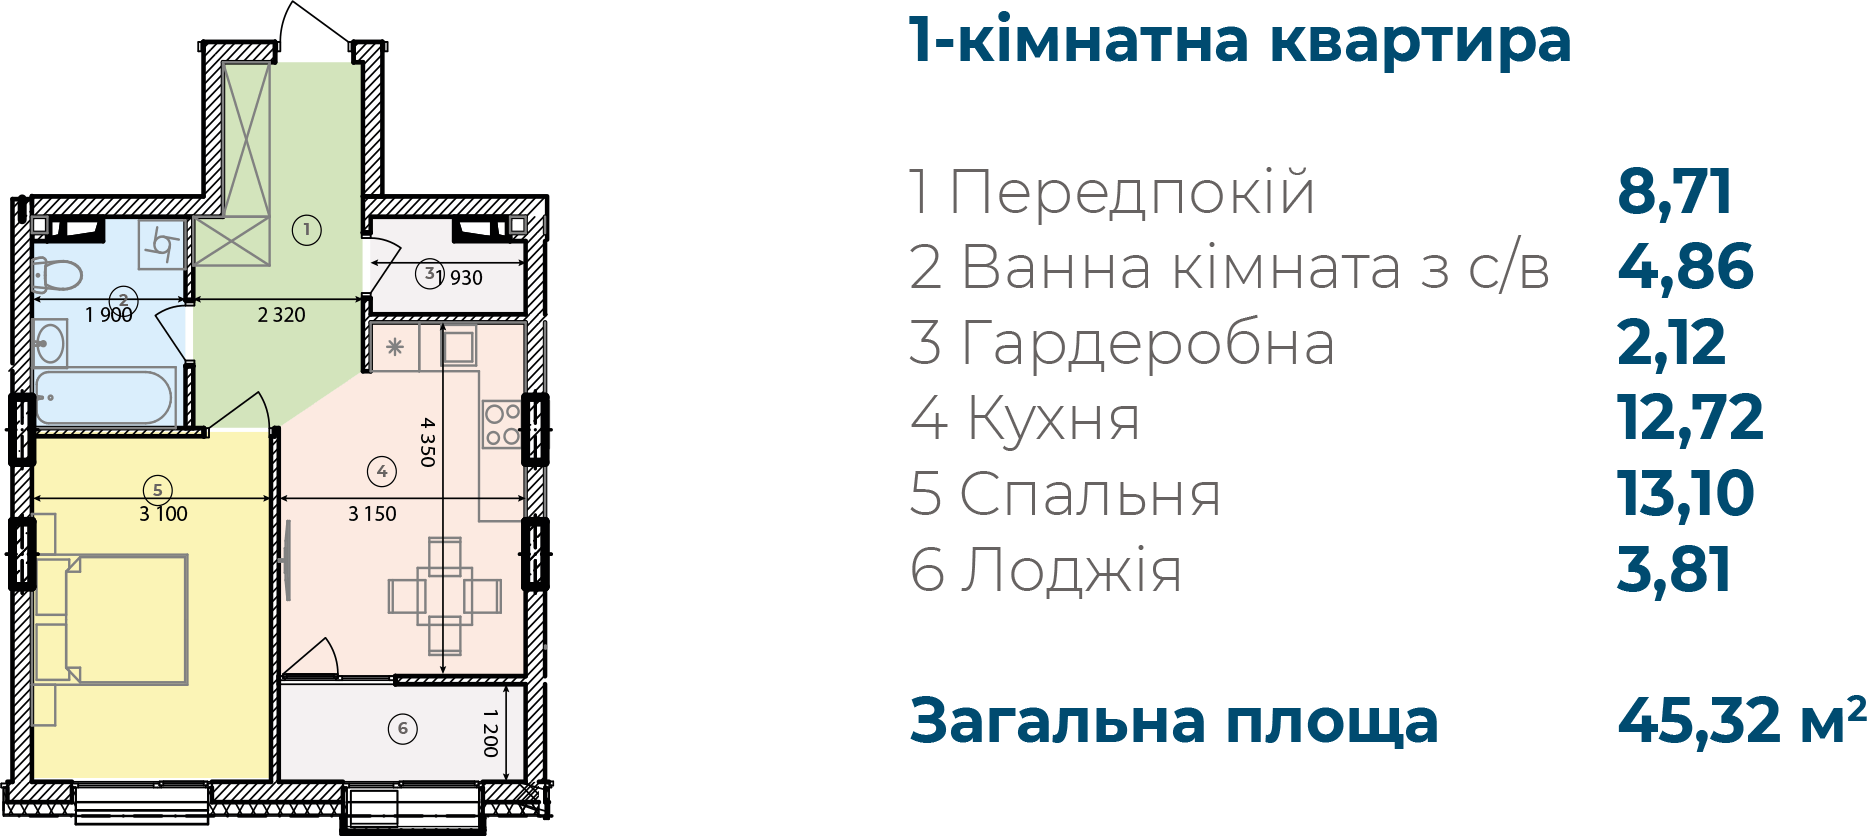 1-кімнатна квартира
1 Передпокій 8,71
2 Ванна кімната з с/в 4,86
3 Гардеробна 2,12
4 Кухня 12,72
5 Спальня 13,10
6 Лоджія 3,81
Загальна площа 45,32 м²
1
3
1 930
2
1 900
2 320
4 350
4
5
3 100
3 150
6
1 200